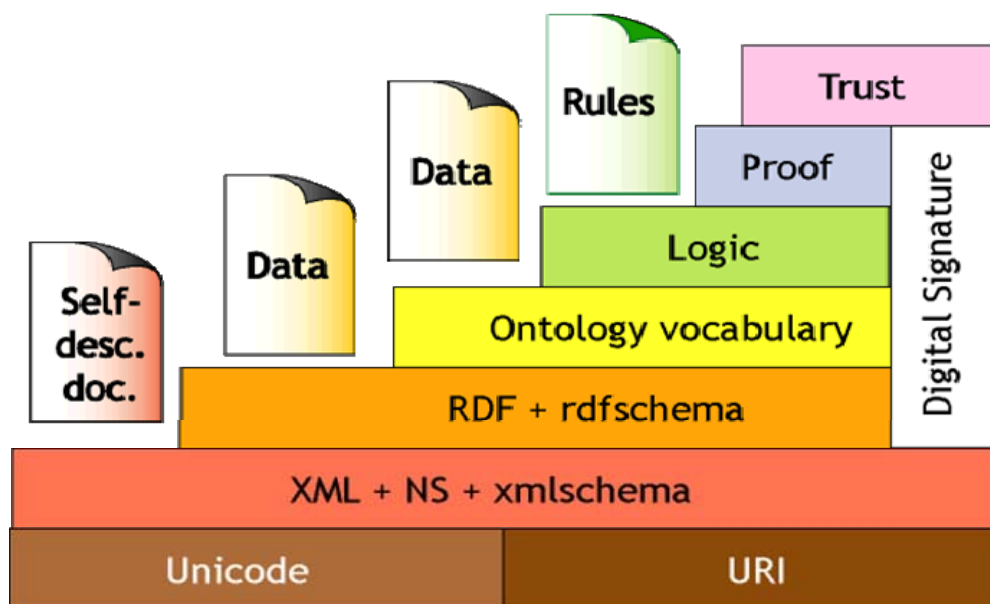 Rules
Trust
Data
Proof
Data
Logic
Self-
desc.
doc.
Ontology vocabulary
Digital Signature
RDF + rdfschema
XML + NS + xmlschema
Unicode
URI